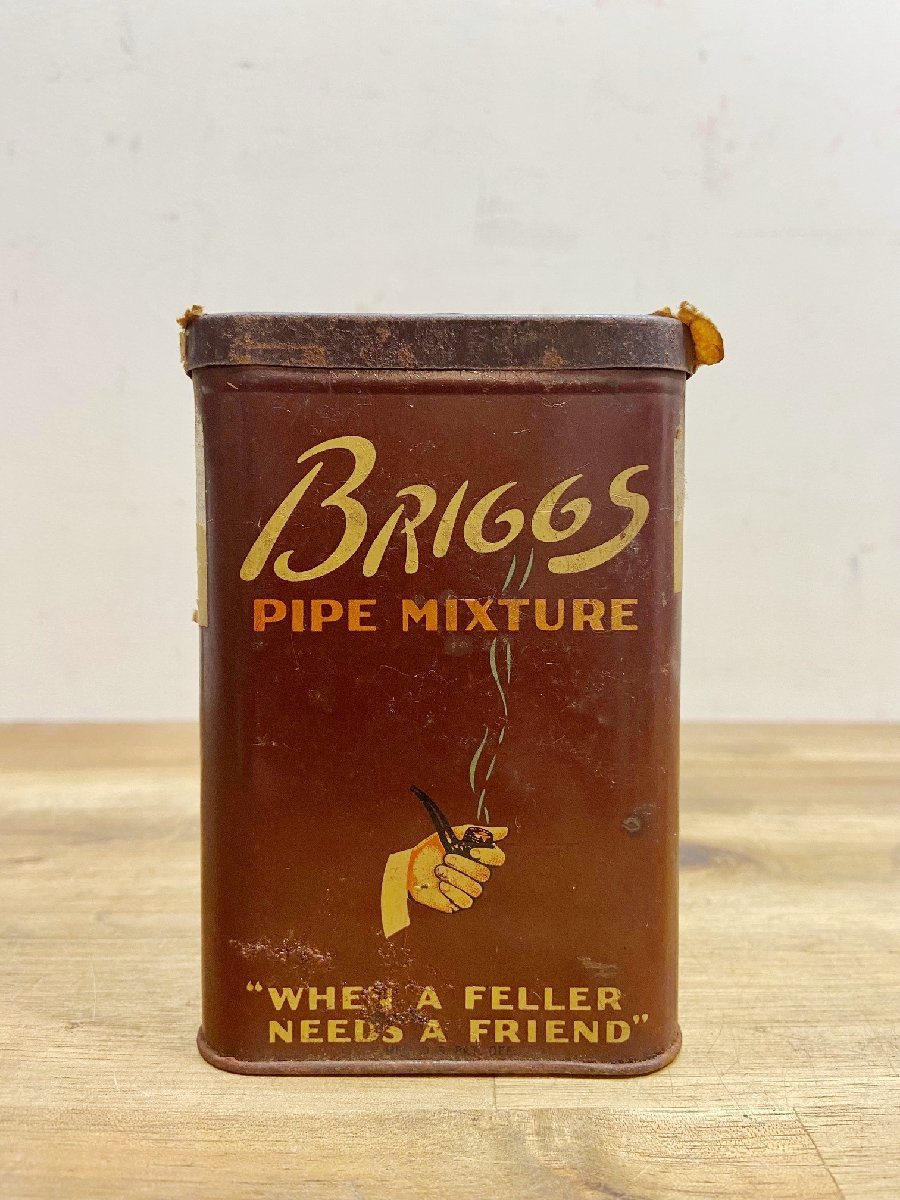 BRIGGS
PIPE MIXTURE
"WHEN A FELLER
NEEDS A FRIEND"